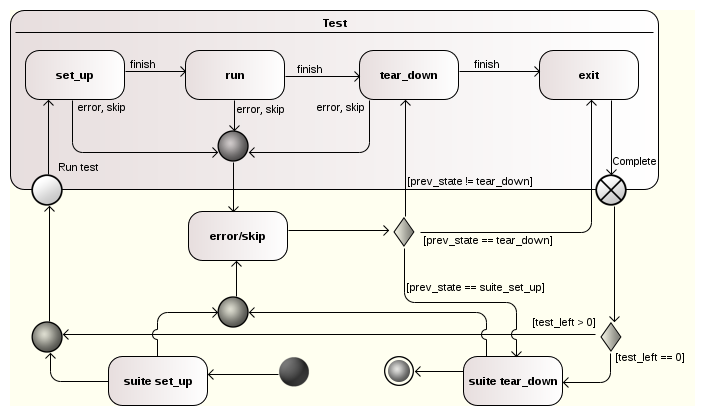 Test
set_up
finish
run
finish
tear_down
finish
exit
error, skip
error, skip
error, skip
Run test
Complete
[prev_state != tear_down]
error/skip
[prev_state == tear_down]
[prev_state == suite_set_up]
[test_left > 0]
[test_left == 0]
suite set_up
suite tear_down